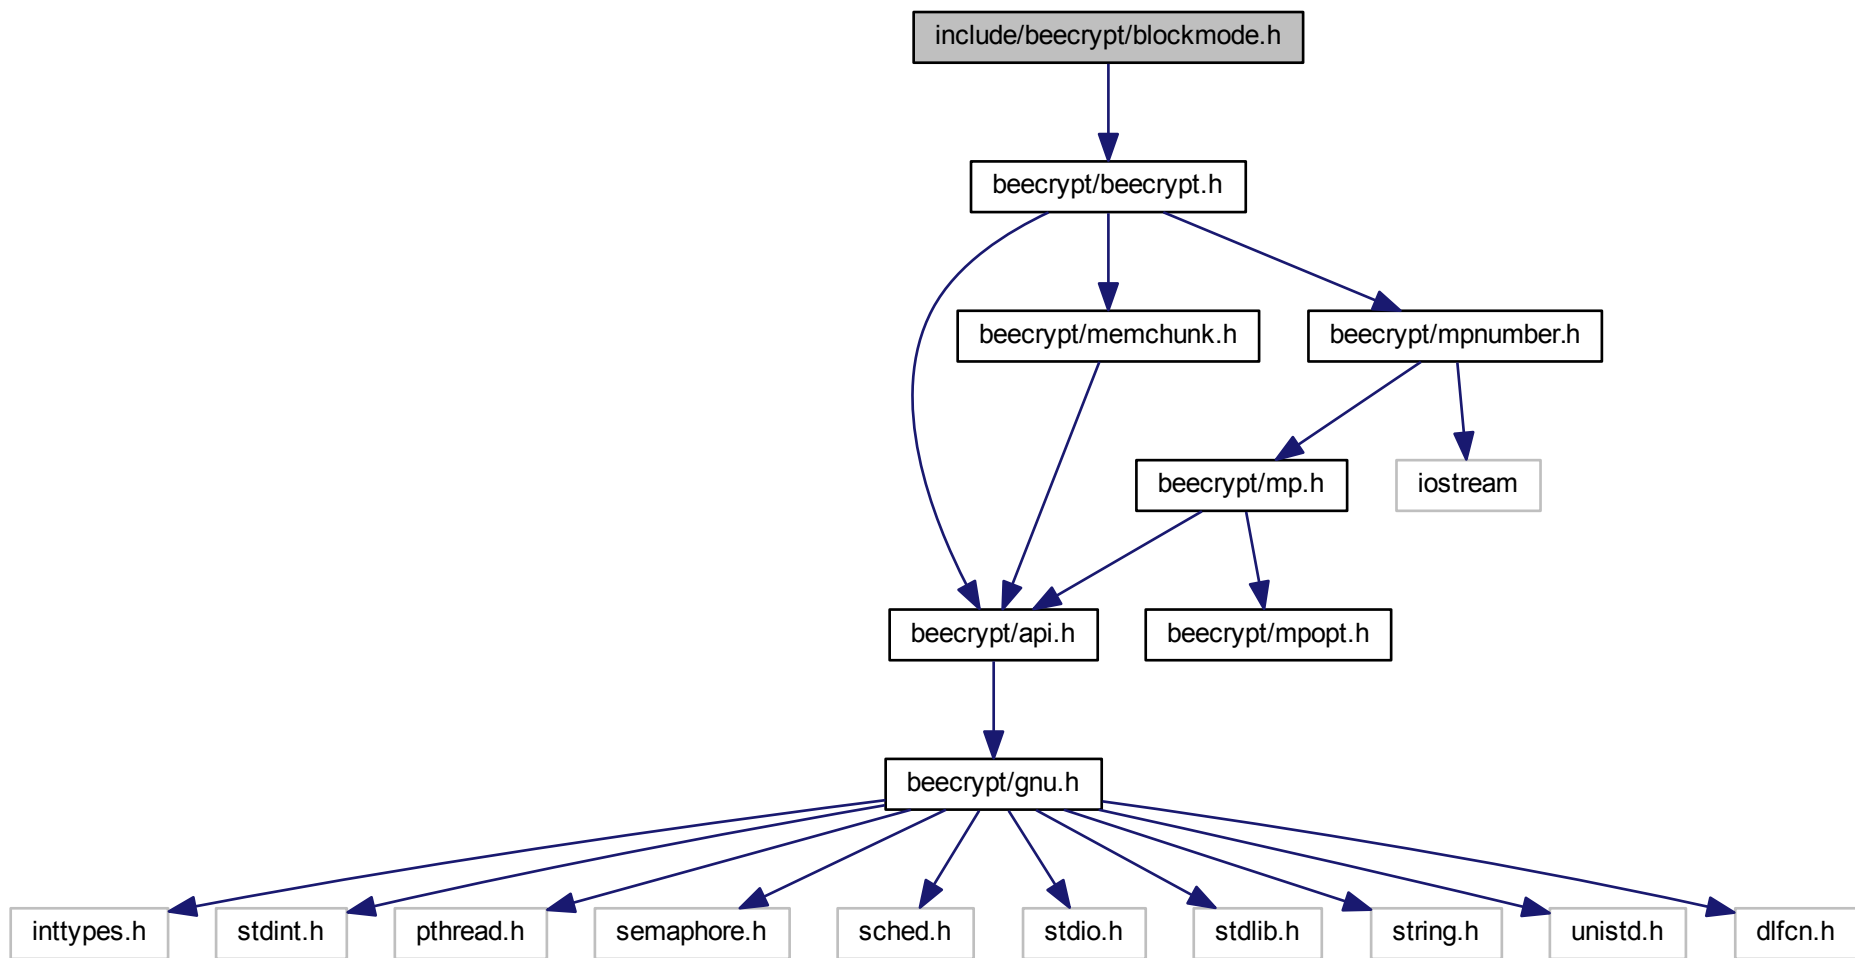 include/beecrypt/blockmode.h
beecrypt/beecrypt.h
beecrypt/memchunk.h
beecrypt/mpnumber.h
beecrypt/mp.h
iostream
beecrypt/api.h
beecrypt/mpopt.h
beecrypt/gnu.h
inttypes.h
stdint.h
pthread.h
semaphore.h
sched.h
stdio.h
stdlib.h
string.h
unistd.h
dlfcn.h